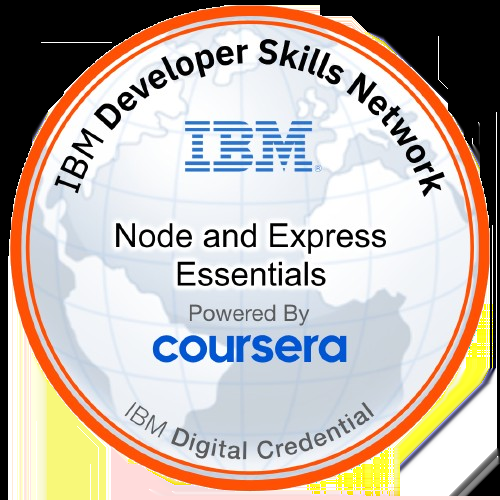 IBM Developer Skills Network
IBM®
Node and Express
Essentials
Powered By
coursera
IBM Digital Credential